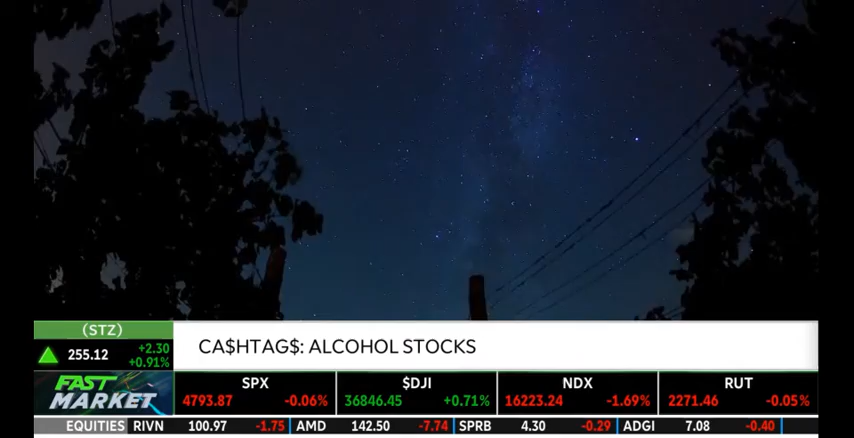 (STZ)
255.12 +2.30 +0.91%
CA$HTAG$: ALCOHOL STOCKS
FAST MARKET
SPX $DJI NDX RUT
4793.87 -0.06% 36846.45 +0.71% 16223.24 -1.69% 2271.46 -0.05%
EQUITIES RIVN 100.97 -1.75 AMD 142.50 -7.74 SPRB 4.30 -0.29 ADGI 7.08 -0.40